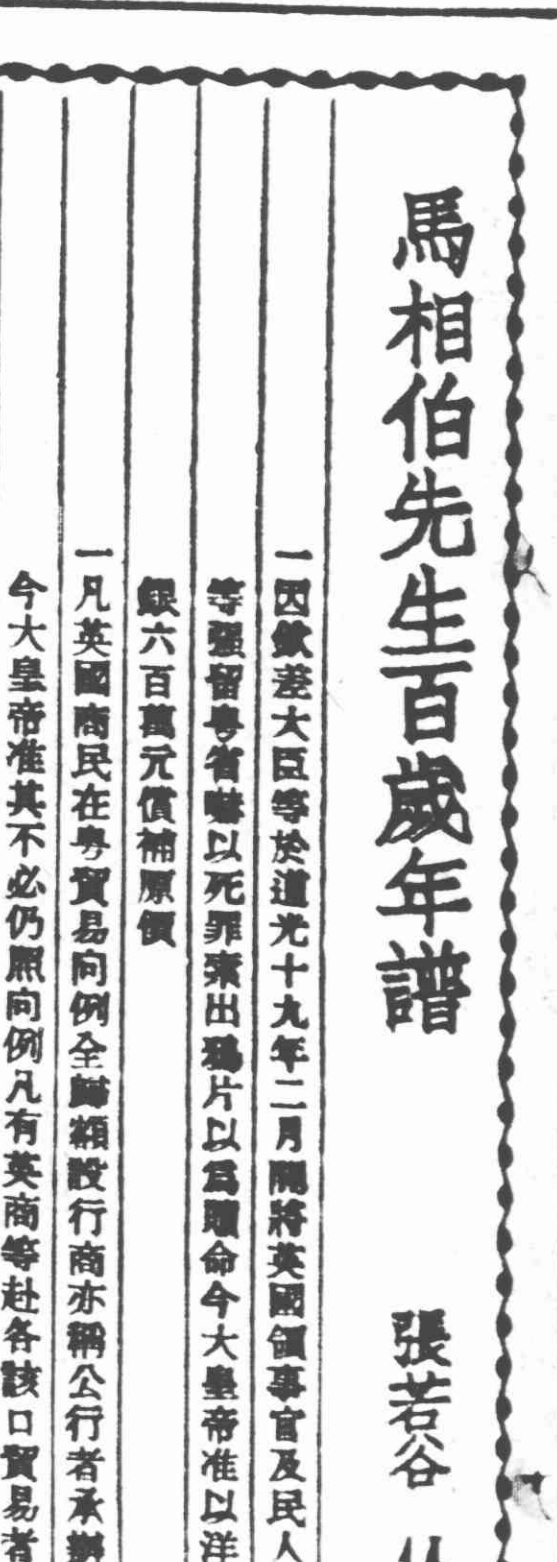 馬相伯先生百歲年譜
張若谷
一因欽差大臣等於道光十九年二月間將英國領事官及民人
等强留粤省嚇以死罪索出鴉片以爲贖命今大皇帝准以洋
銀六百萬元償補原價
一凡英國商民在粤貿易向例全歸額設行商亦稱公行者承辦
今大皇帝准其不必仍照向例凡有英商等赴各該口貿易者